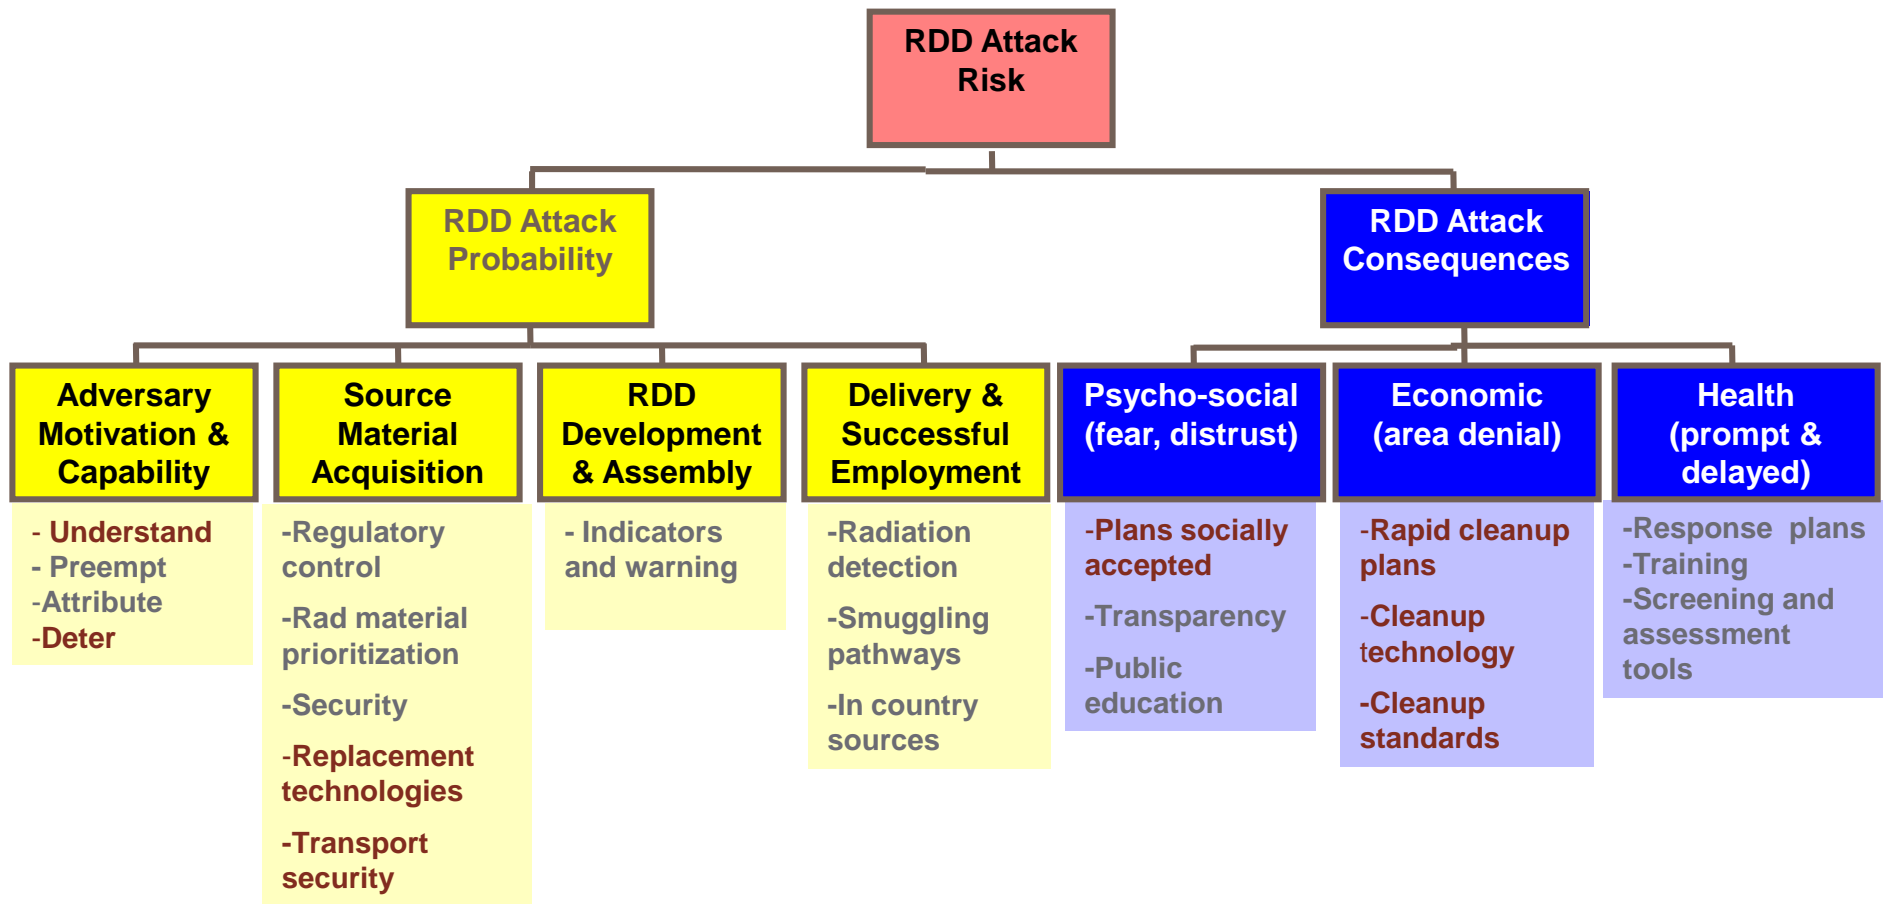 RDD Attack
Risk
RDD Attack
Probability
RDD Attack
Consequences
Adversary
Motivation &
Capability
Source
Material
Acquisition
RDD
Development
& Assembly
Delivery &
Successful
Employment
Psycho-social
(fear, distrust)
Economic
(area denial)
Health
(prompt &
delayed)
- Understand
- Preempt
-Attribute
-Deter
-Regulatory
control
-Rad material
prioritization
-Security
-Replacement
technologies
-Transport
security
- Indicators
and warning
-Radiation
detection
-Smuggling
pathways
-In country
sources
-Plans socially
accepted
-Transparency
-Public
education
-Rapid cleanup
plans
-Cleanup
technology
-Cleanup
standards
-Response plans
-Training
-Screening and
assessment
tools